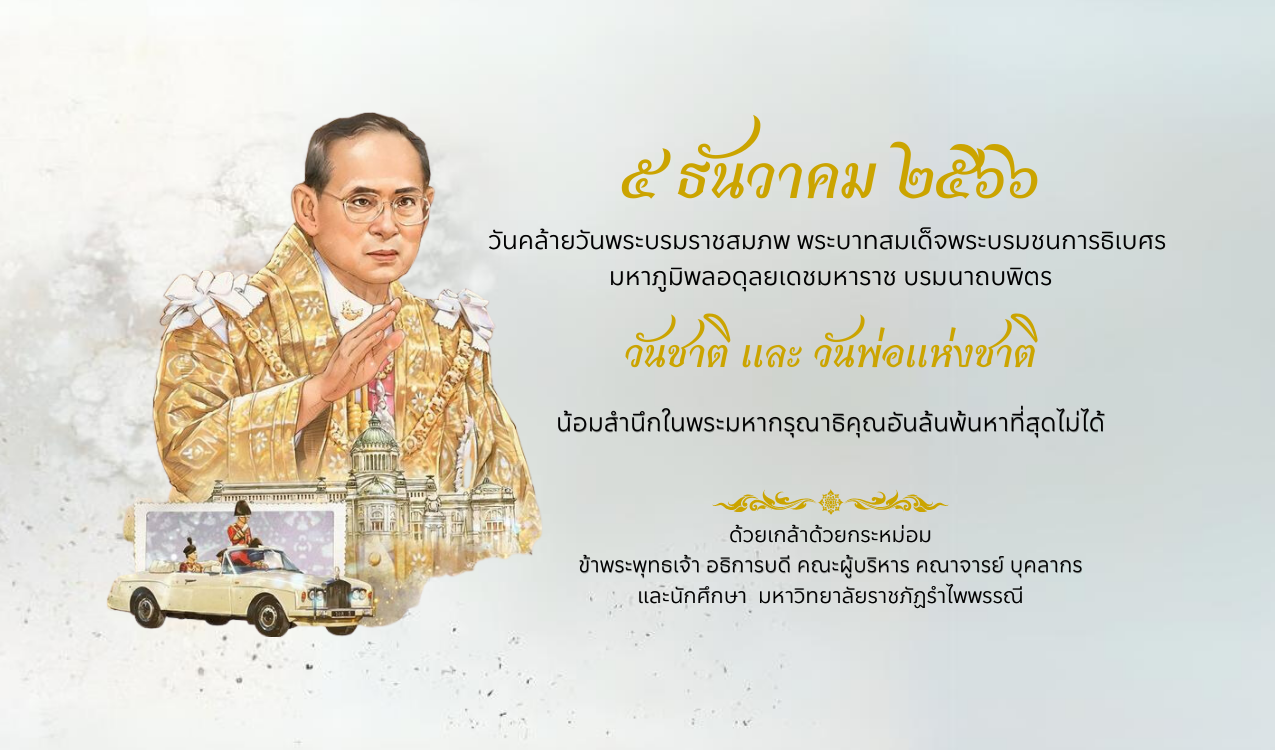 ๕ ธันวาคม ๒๕๖๖
วันคล้ายวันพระบรมราชสมภพ พระบาทสมเด็จพระบรมชนกาธิเบศร
มหาภูมิพลอดุลยเดชมหาราช บรมนาถบพิตร
วันชาติ และ วันพ่อแห่งชาติ
น้อมสำนึกในพระมหากรุณาธิคุณอันล้นพ้นหาที่สุดไม่ได้
ด้วยเกล้าด้วยกระหม่อม
ข้าพระพุทธเจ้า อธิการบดี คณะผู้บริหาร คณาจารย์ บุคลากร
และนักศึกษา มหาวิทยาลัยราชภัฏรำไพพรรณี